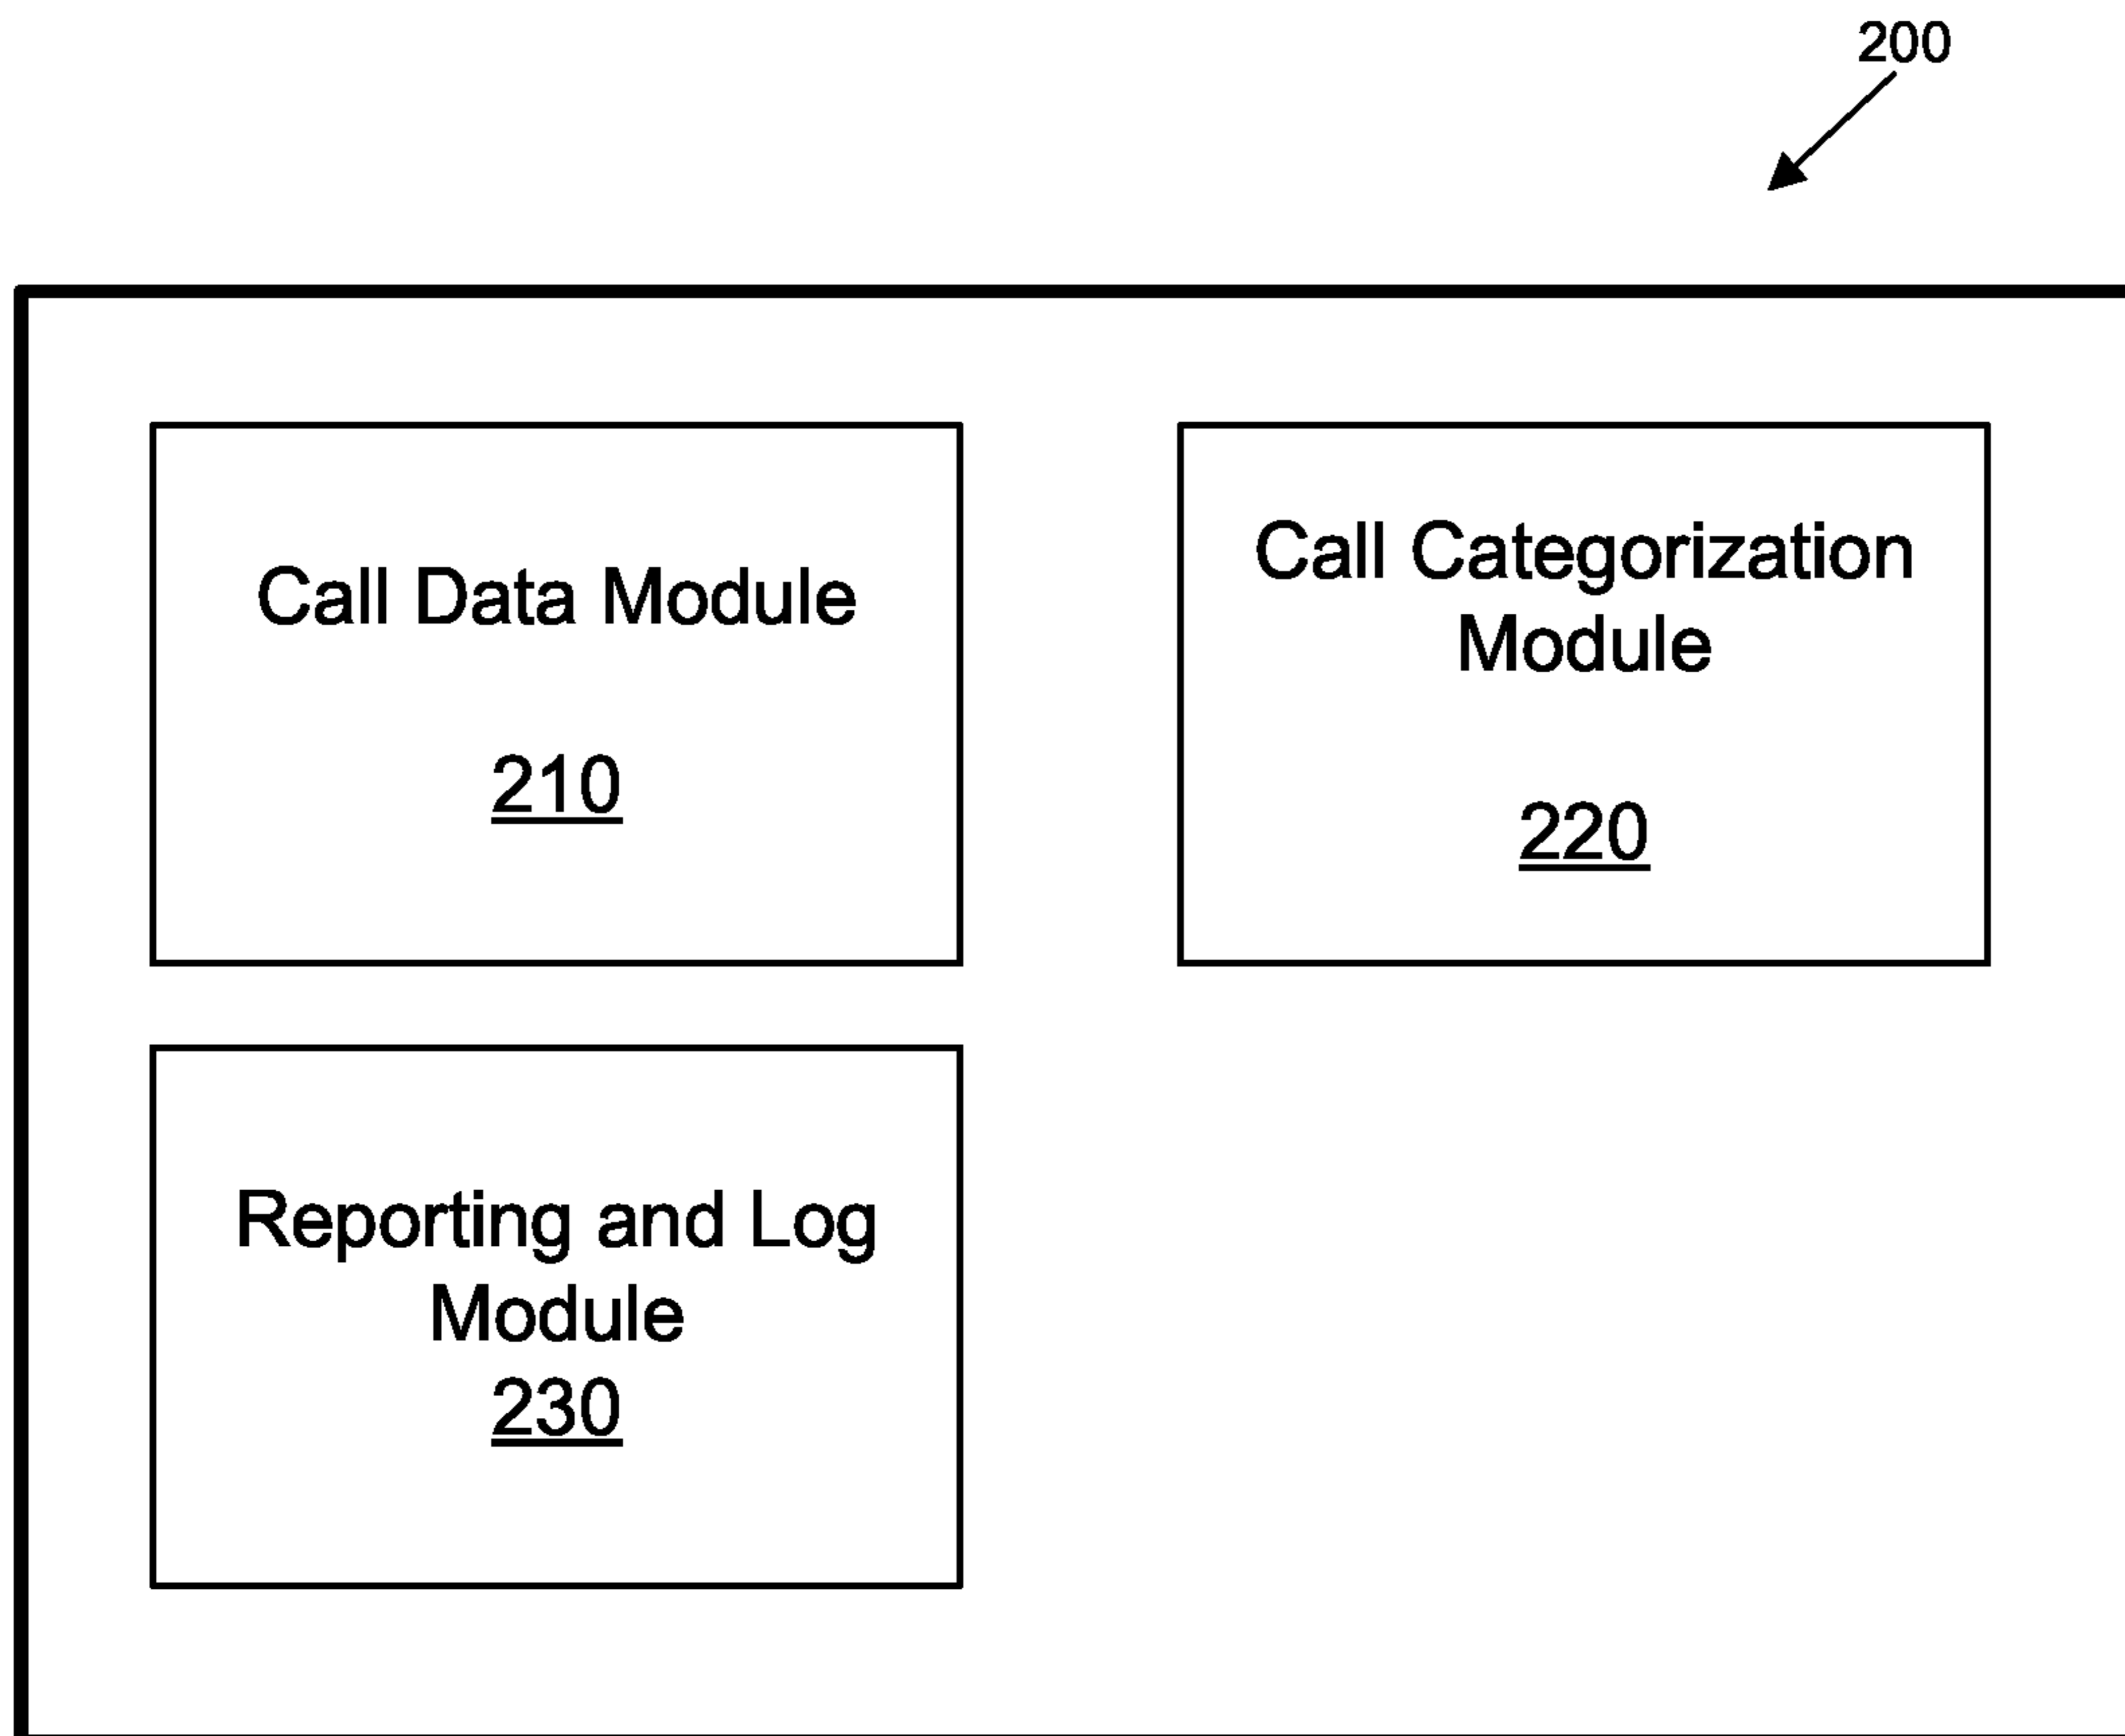 200
Call Data Module
210
Call Categorization
Module
220
Reporting and Log
Module
230